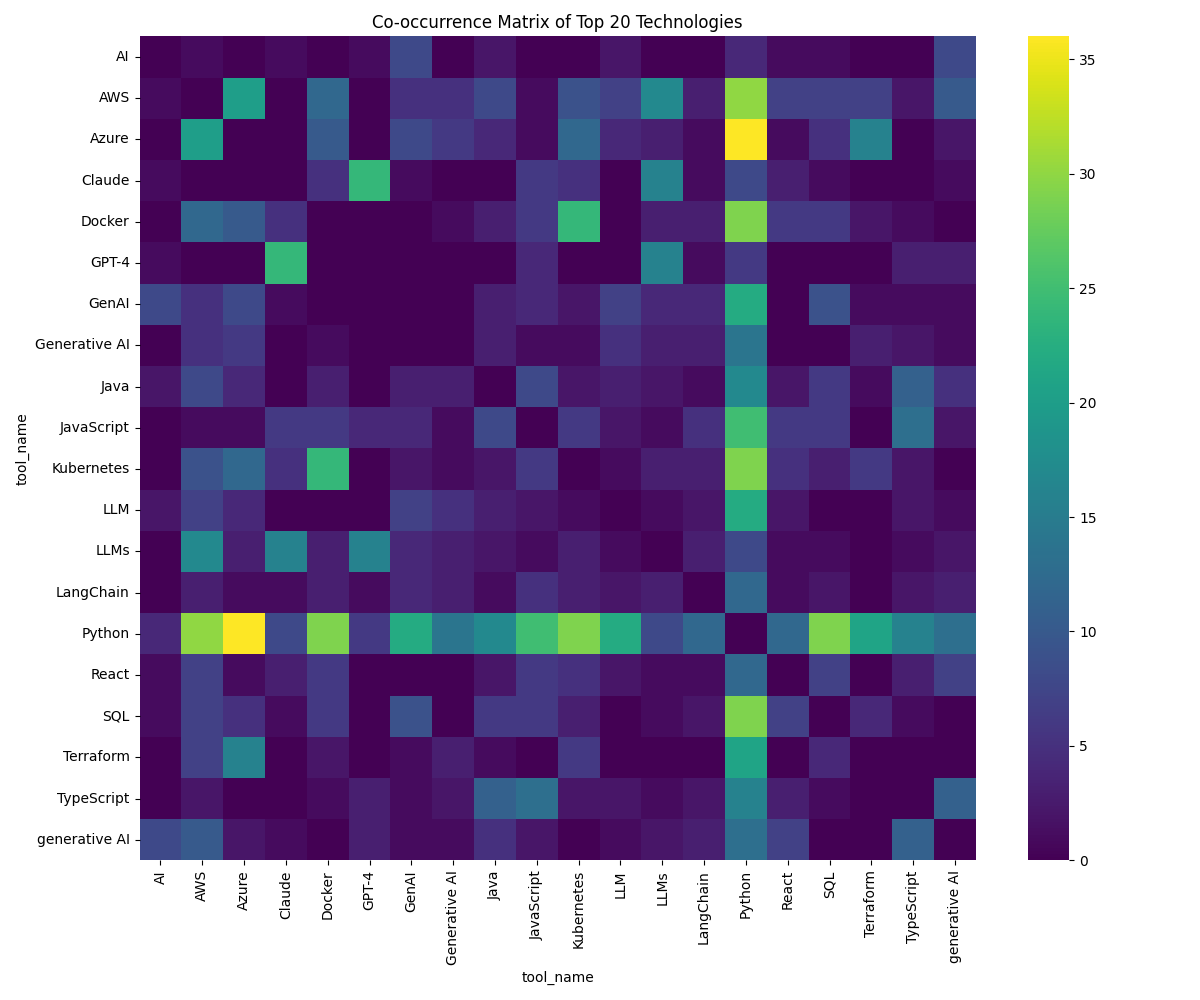 Co-occurrence Matrix of Top 20 Technologies
AI
AWS
Azure
Claude
Docker
GPT-4
GenAI
Generative AI
Java
JavaScript
Kubernetes
LLM
LLMs
LangChain
Python
React
SQL
Terraform
TypeScript
generative AI
tool_name
AI
AWS
Azure
Claude
Docker
GPT-4
GenAI
Generative AI
Java
JavaScript
Kubernetes
LLM
LLMs
LangChain
Python
React
SQL
Terraform
TypeScript
generative AI
tool_name
35
30
25
20
15
10
5
0